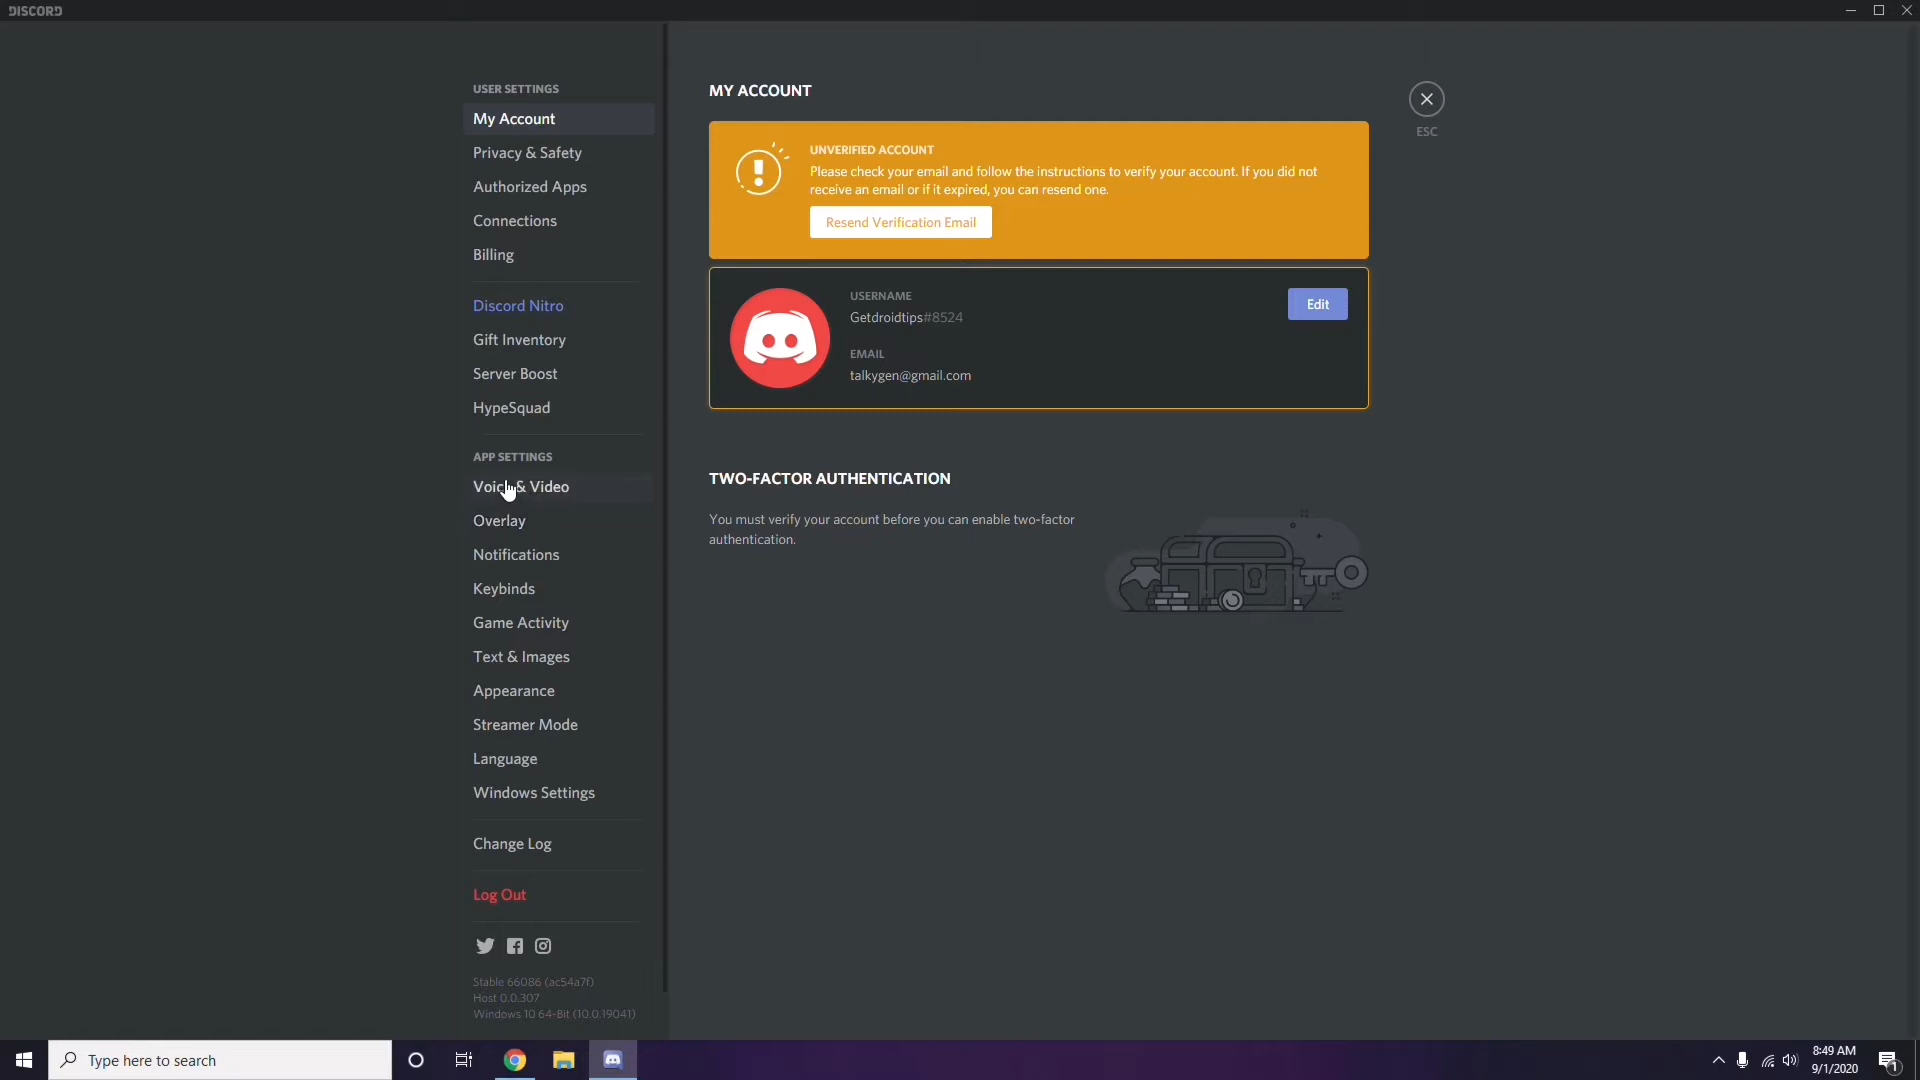 DISCORD
USER SETTINGS
My Account
Privacy & Safety
Authorized Apps
Connections
Billing
Discord Nitro
Gift Inventory
Server Boost
HypeSquad
APP SETTINGS
Voice & Video
Overlay
Notifications
Keybinds
Game Activity
Text & Images
Appearance
Streamer Mode
Language
Windows Settings
Change Log
Log Out
Stable 66086 (ac54a7f)
Host 0.0.307
Windows 10 64-Bit (10.0.19041)
MY ACCOUNT
ESC
UNVERIFIED ACCOUNT
Please check your email and follow the instructions to verify your account. If you did not
receive an email or if it expired, you can resend one.
Resend Verification Email
USERNAME
Getdroidtips#8524
Edit
EMAIL
talkygen@gmail.com
TWO-FACTOR AUTHENTICATION
You must verify your account before you can enable two-factor
authentication.
Type here to search
8:49 AM
9/1/2020
1